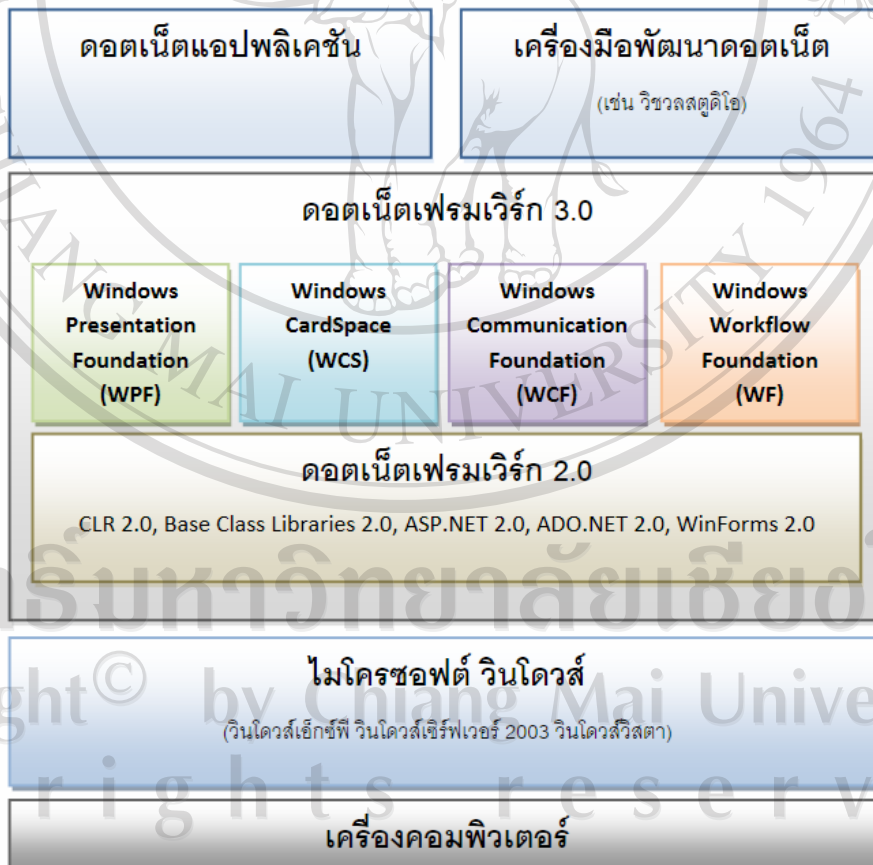 ดอตเน็ตแอปพลิเคชัน
เครื่องมือพัฒนาดอตเน็ต
(เช่น วิชวลสตูดิโอ)
ดอตเน็ตเฟรมเวิร์ก 3.0
Windows
Presentation
Foundation
(WPF)
Windows
CardSpace
(WCS)
Windows
Communication
Foundation
(WCF)
Windows
Workflow
Foundation
(WF)
ดอตเน็ตเฟรมเวิร์ก 2.0
CLR 2.0, Base Class Libraries 2.0, ASP.NET 2.0, ADO.NET 2.0, WinForms 2.0
ไมโครซอฟต์ วินโดวส์
(วินโดวส์เอ็กซ์พี วินโดวส์เซิร์ฟเวอร์ 2003 วินโดวส์วิสตา)
เครื่องคอมพิวเตอร์
MAI UNIVERSITY 1964
by Chiang Mai
rights